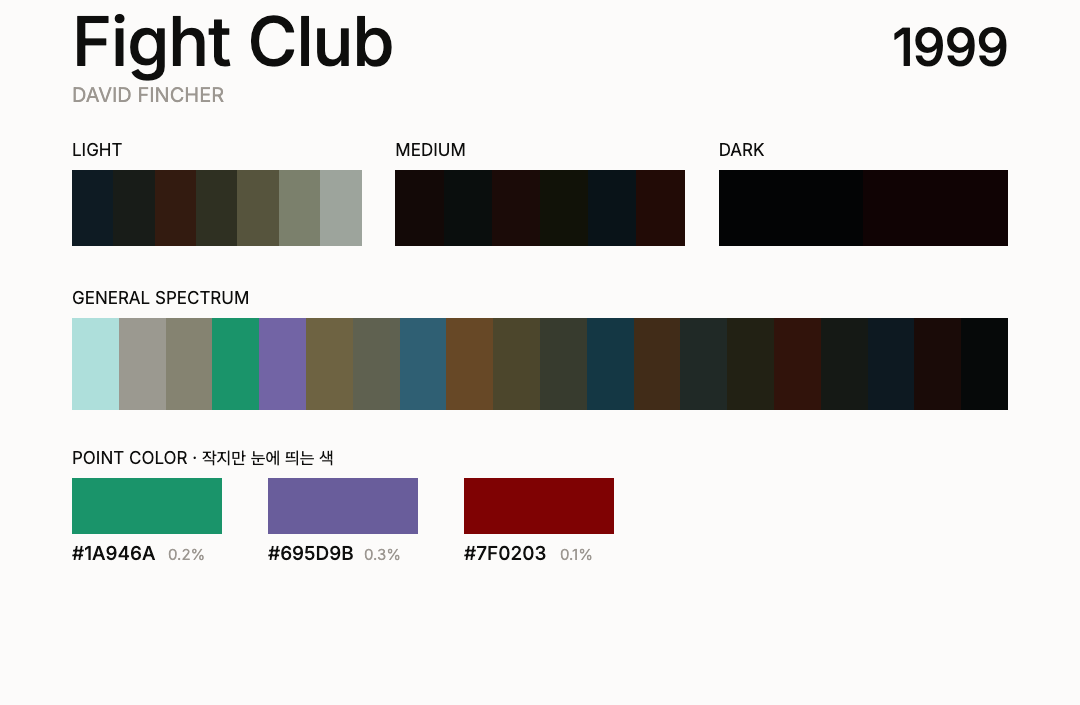 Fight Club 1999
DAVID FINCHER
LIGHT MEDIUM DARK
GENERAL SPECTRUM
POINT COLOR · 작지만 눈에 띄는 색
#1A946A 0.2% #695D9B 0.3% #7F0203 0.1%